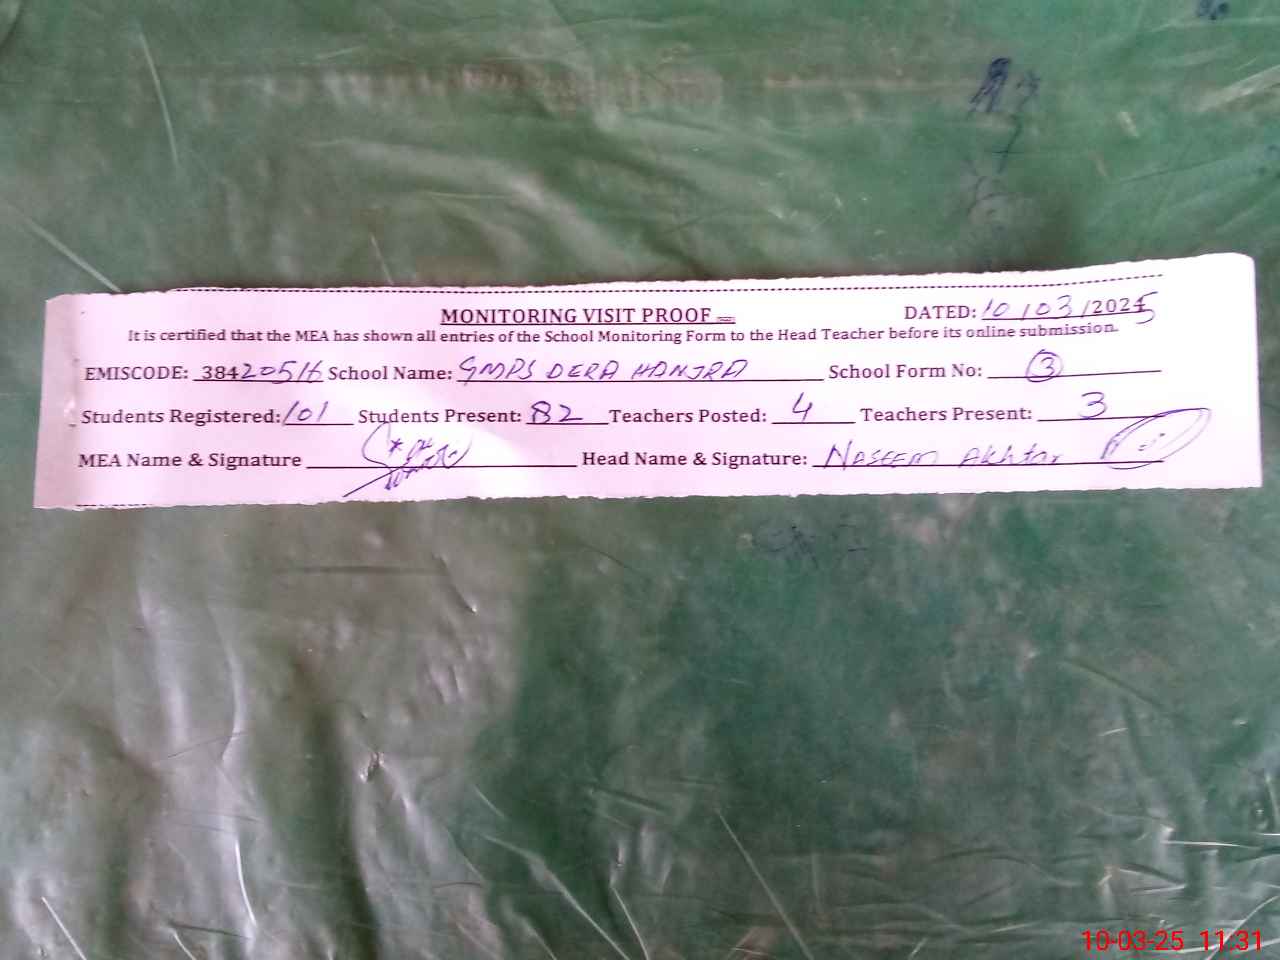 MONITORING VISIT PROOF DATED: 10/03/2025
It is certified that the MEA has shown all entries of the School Monitoring Form to the Head Teacher before its online submission.
EMISCODE: 38420516 School Name: GMPS DERA HANJRA School Form No: 3
Students Registered: 101 Students Present: 82 Teachers Posted: 4 Teachers Present: 3
MEA Name & Signature Head Name & Signature: NASEEM Akhtar
10-03-25 11:31